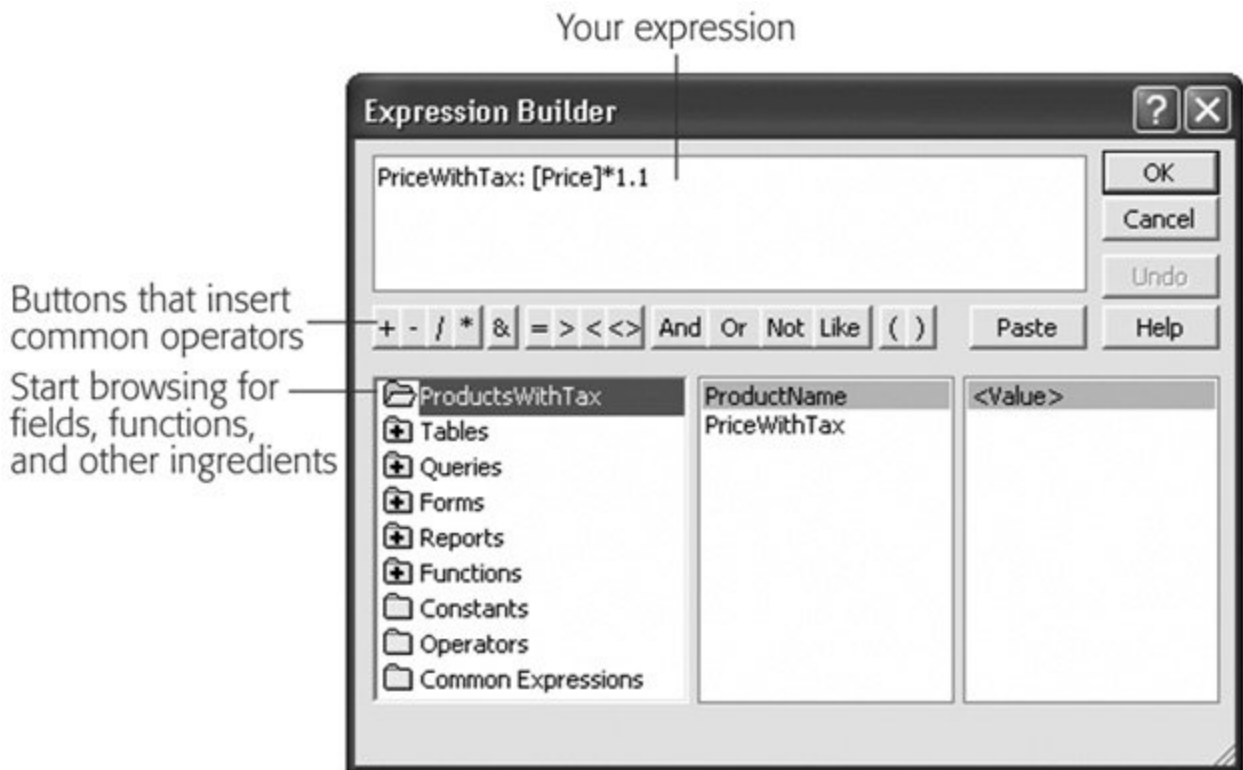 Your expression
Expression Builder
PriceWithTax: [Price]*1.1
OK
Cancel
Undo
Buttons that insert
common operators
+ - / * & = > < <> And Or Not Like ( ) Paste Help
Start browsing for
fields, functions,
and other ingredients
ProductsWithTax
Tables
Queries
Forms
Reports
Functions
Constants
Operators
Common Expressions
ProductName
PriceWithTax
<Value>